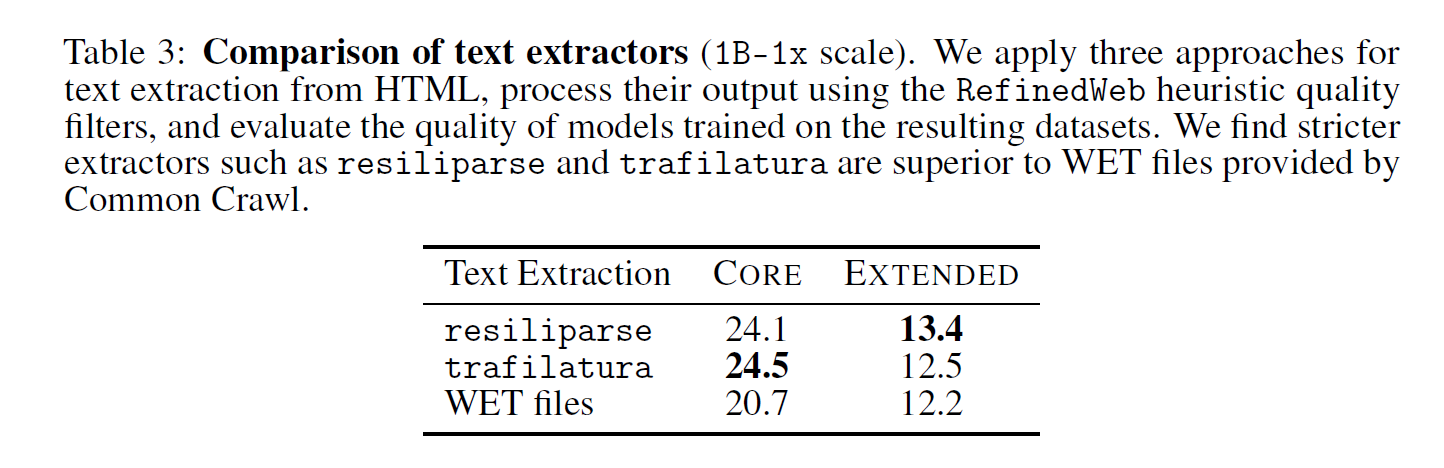 Table 3: Comparison of text extractors (1B-1x scale). We apply three approaches for
text extraction from HTML, process their output using the RefinedWeb heuristic quality
filters, and evaluate the quality of models trained on the resulting datasets. We find stricter
extractors such as resiliparse and trafilatura are superior to WET files provided by
Common Crawl.
Text Extraction CORE EXTENDED
resiliparse 24.1 13.4
trafilatura 24.5 12.5
WET files 20.7 12.2